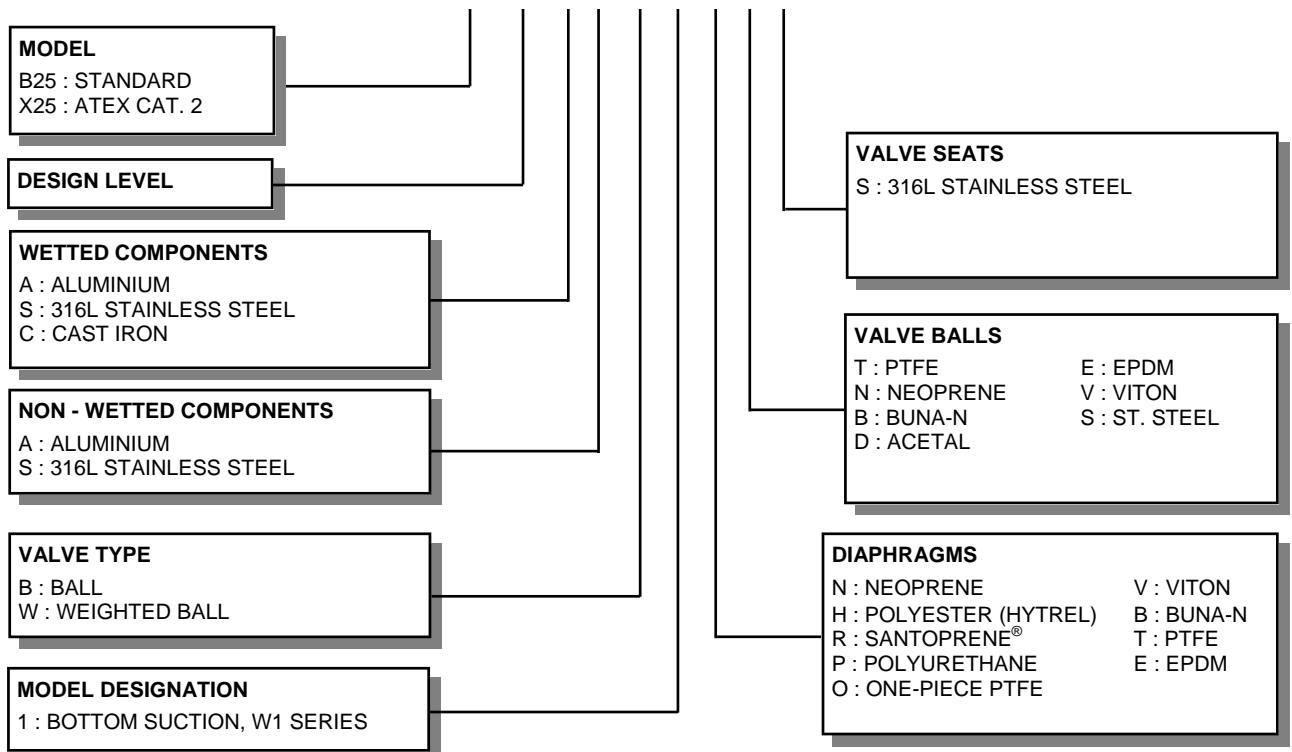 MODEL
B25 : STANDARD
X25 : ATEX CAT. 2
DESIGN LEVEL
WETTED COMPONENTS
A : ALUMINIUM
S : 316L STAINLESS STEEL
C : CAST IRON
NON - WETTED COMPONENTS
A : ALUMINIUM
S : 316L STAINLESS STEEL
VALVE TYPE
B : BALL
W : WEIGHTED BALL
MODEL DESIGNATION
1 : BOTTOM SUCTION, W1 SERIES
VALVE SEATS
S : 316L STAINLESS STEEL
VALVE BALLS
T : PTFE E : EPDM
N : NEOPRENE V : VITON
B : BUNA-N S : ST. STEEL
D : ACETAL
DIAPHRAGMS
N : NEOPRENE V : VITON
H : POLYESTER (HYTREL) B : BUNA-N
R : SANTOPRENE® T : PTFE
P : POLYURETHANE E : EPDM
O : ONE-PIECE PTFE